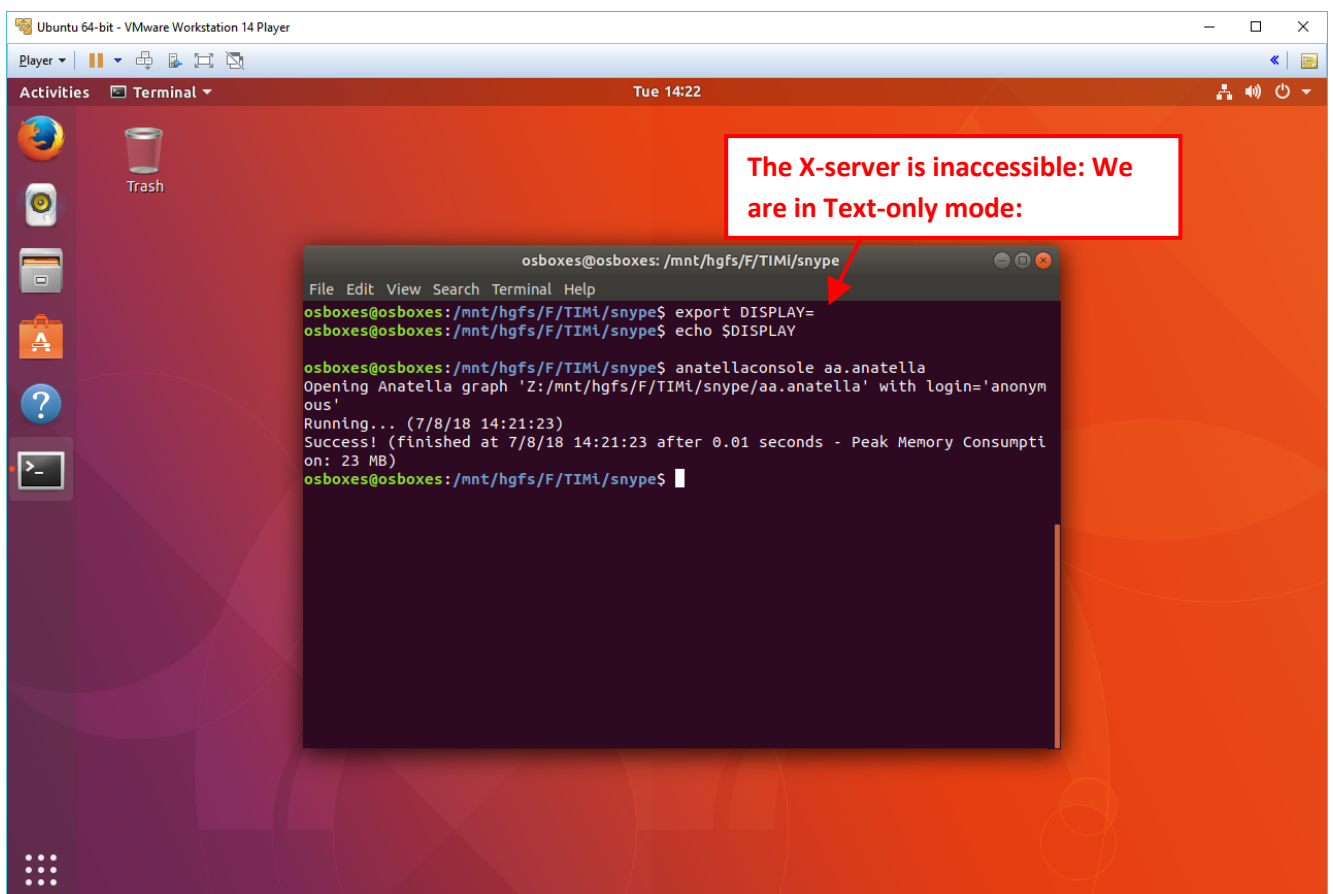 Ubuntu 64-bit - VMware Workstation 14 Player
Player
Activities Terminal Tue 14:22
Trash
The X-server is inaccessible: We
are in Text-only mode:
osboxes@osboxes: /mnt/hgfs/F/TIMi/snype
File Edit View Search Terminal Help
osboxes@osboxes:/mnt/hgfs/F/TIMi/snype$ export DISPLAY=
osboxes@osboxes:/mnt/hgfs/F/TIMi/snype$ echo $DISPLAY
osboxes@osboxes:/mnt/hgfs/F/TIMi/snype$ anatellaconsole aa.anatella
Opening Anatella graph 'Z:/mnt/hgfs/F/TIMi/snype/aa.anatella' with login='anonym
ous'
Running... (7/8/18 14:21:23)
Success! (finished at 7/8/18 14:21:23 after 0.01 seconds - Peak Memory Consumpti
on: 23 MB)
osboxes@osboxes:/mnt/hgfs/F/TIMi/snype$